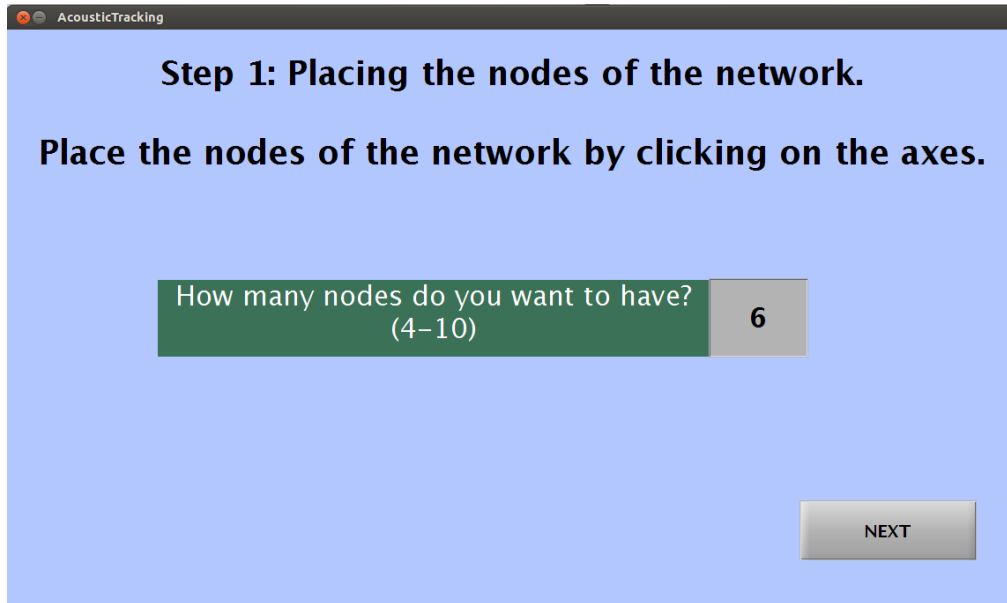 AcousticTracking
Step 1: Placing the nodes of the network.
Place the nodes of the network by clicking on the axes.
How many nodes do you want to have?
(4-10)
6
NEXT